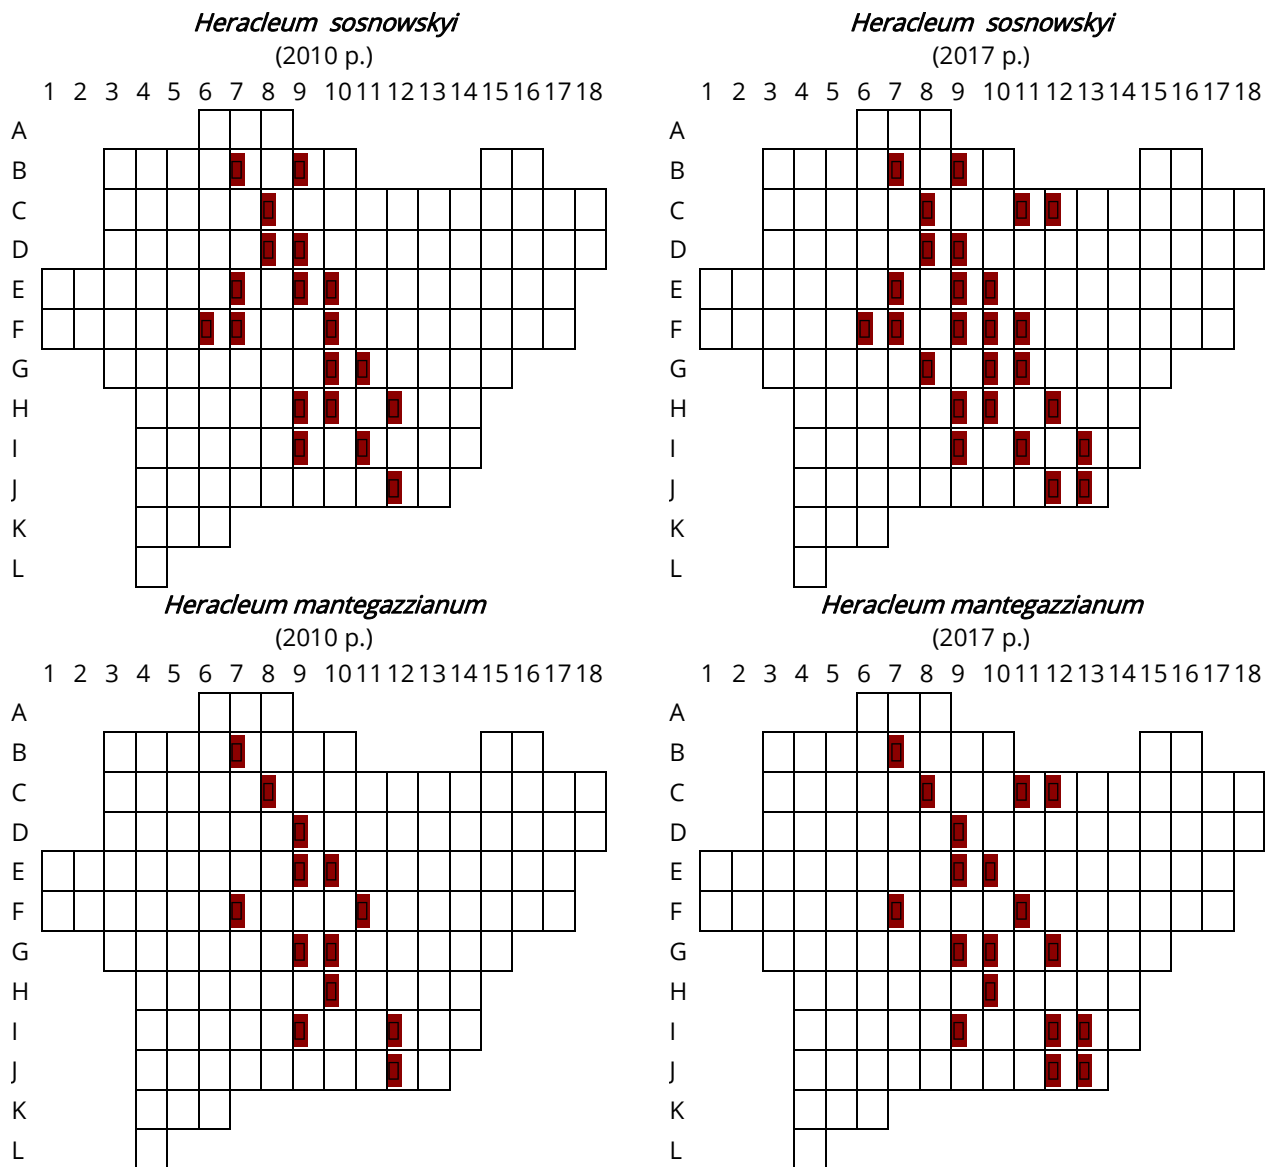 Heracleum sosnowskyi
(2010 р.)
1 2 3 4 5 6 7 8 9 10 11 12 13 14 15 16 17 18
A
B
C
D
E
F
G
H
I
J
K
L
Heracleum sosnowskyi
(2017 р.)
1 2 3 4 5 6 7 8 9 10 11 12 13 14 15 16 17 18
A
B
C
D
E
F
G
H
I
J
K
L
Heracleum mantegazzianum
(2010 р.)
1 2 3 4 5 6 7 8 9 10 11 12 13 14 15 16 17 18
A
B
C
D
E
F
G
H
I
J
K
L
Heracleum mantegazzianum
(2017 р.)
1 2 3 4 5 6 7 8 9 10 11 12 13 14 15 16 17 18
A
B
C
D
E
F
G
H
I
J
K
L